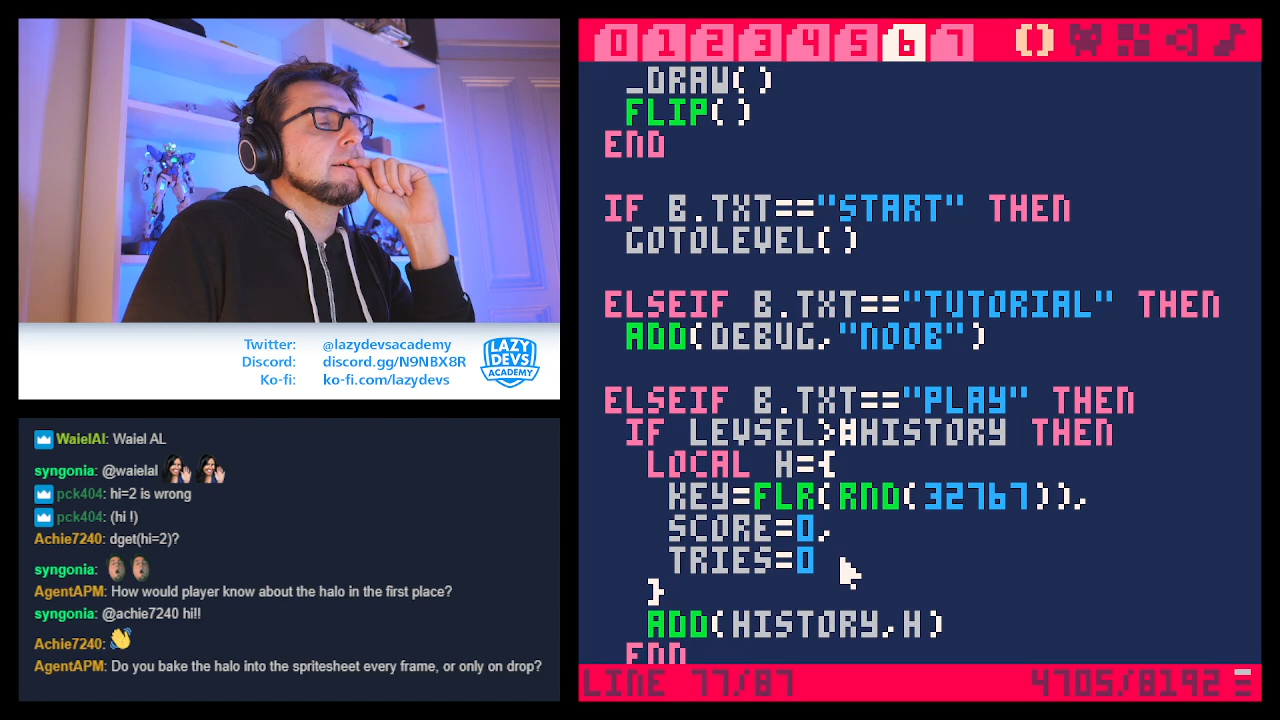 Twitter: @lazydevsacademy
Discord: discord.gg/N9NBX8R
Ko-fi: ko-fi.com/lazydevs
LAZY
DEVS
ACADEMY
WaielAl: Waiel AL
syngonia: @waielal
pck404: hi=2 is wrong
pck404: (hi !)
Achie7240: dget(hi=2)?
syngonia:
AgentAPM: How would player know about the halo in the first place?
syngonia: @achie7240 hi!!
Achie7240:
AgentAPM: Do you bake the halo into the spritesheet every frame, or only on drop?
0 1 2 3 4 5 6 7 ()
_DRAW()
FLIP()
END
IF B.TXT=="START" THEN
GOTOLEVEL()
ELSEIF B.TXT=="TUTORIAL" THEN
ADD(DEBUG,"NOOB")
ELSEIF B.TXT=="PLAY" THEN
IF LEVSEL>#HISTORY THEN
LOCAL H={
KEY=FLR(RND(32767)),
SCORE=0,
TRIES=0
}
ADD(HISTORY,H)
END
LINE 77/87 4705/8192